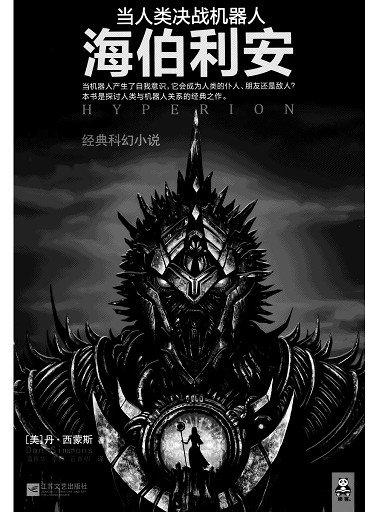 当人类决战机器人
海伯利安
当机器人产生了自我意识，它会成为人类的仆人、朋友还是敌人？
本书是探讨人类与机器人关系的经典之作。
HYPERION
经典科幻小说
[美]丹·西蒙斯 著
Dan Simmons
江苏文艺出版社